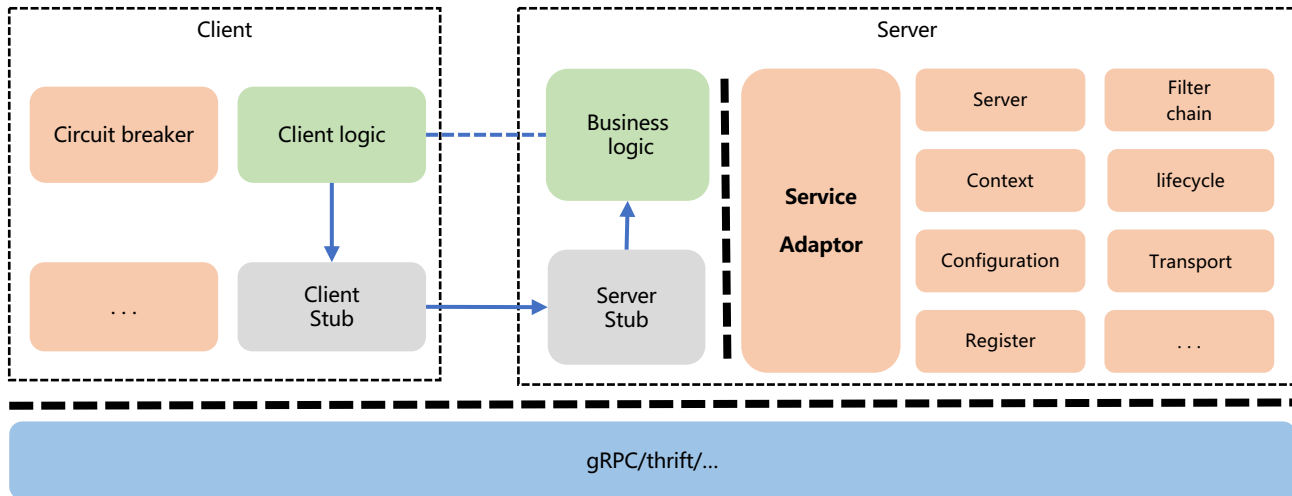 Client
Circuit breaker
Client logic
. . .
Client
Stub
Server
Business
logic
Server
Stub
Service
Adaptor
Server
Filter
chain
Context
lifecycle
Configuration
Transport
Register
. . .
gRPC/thrift/...